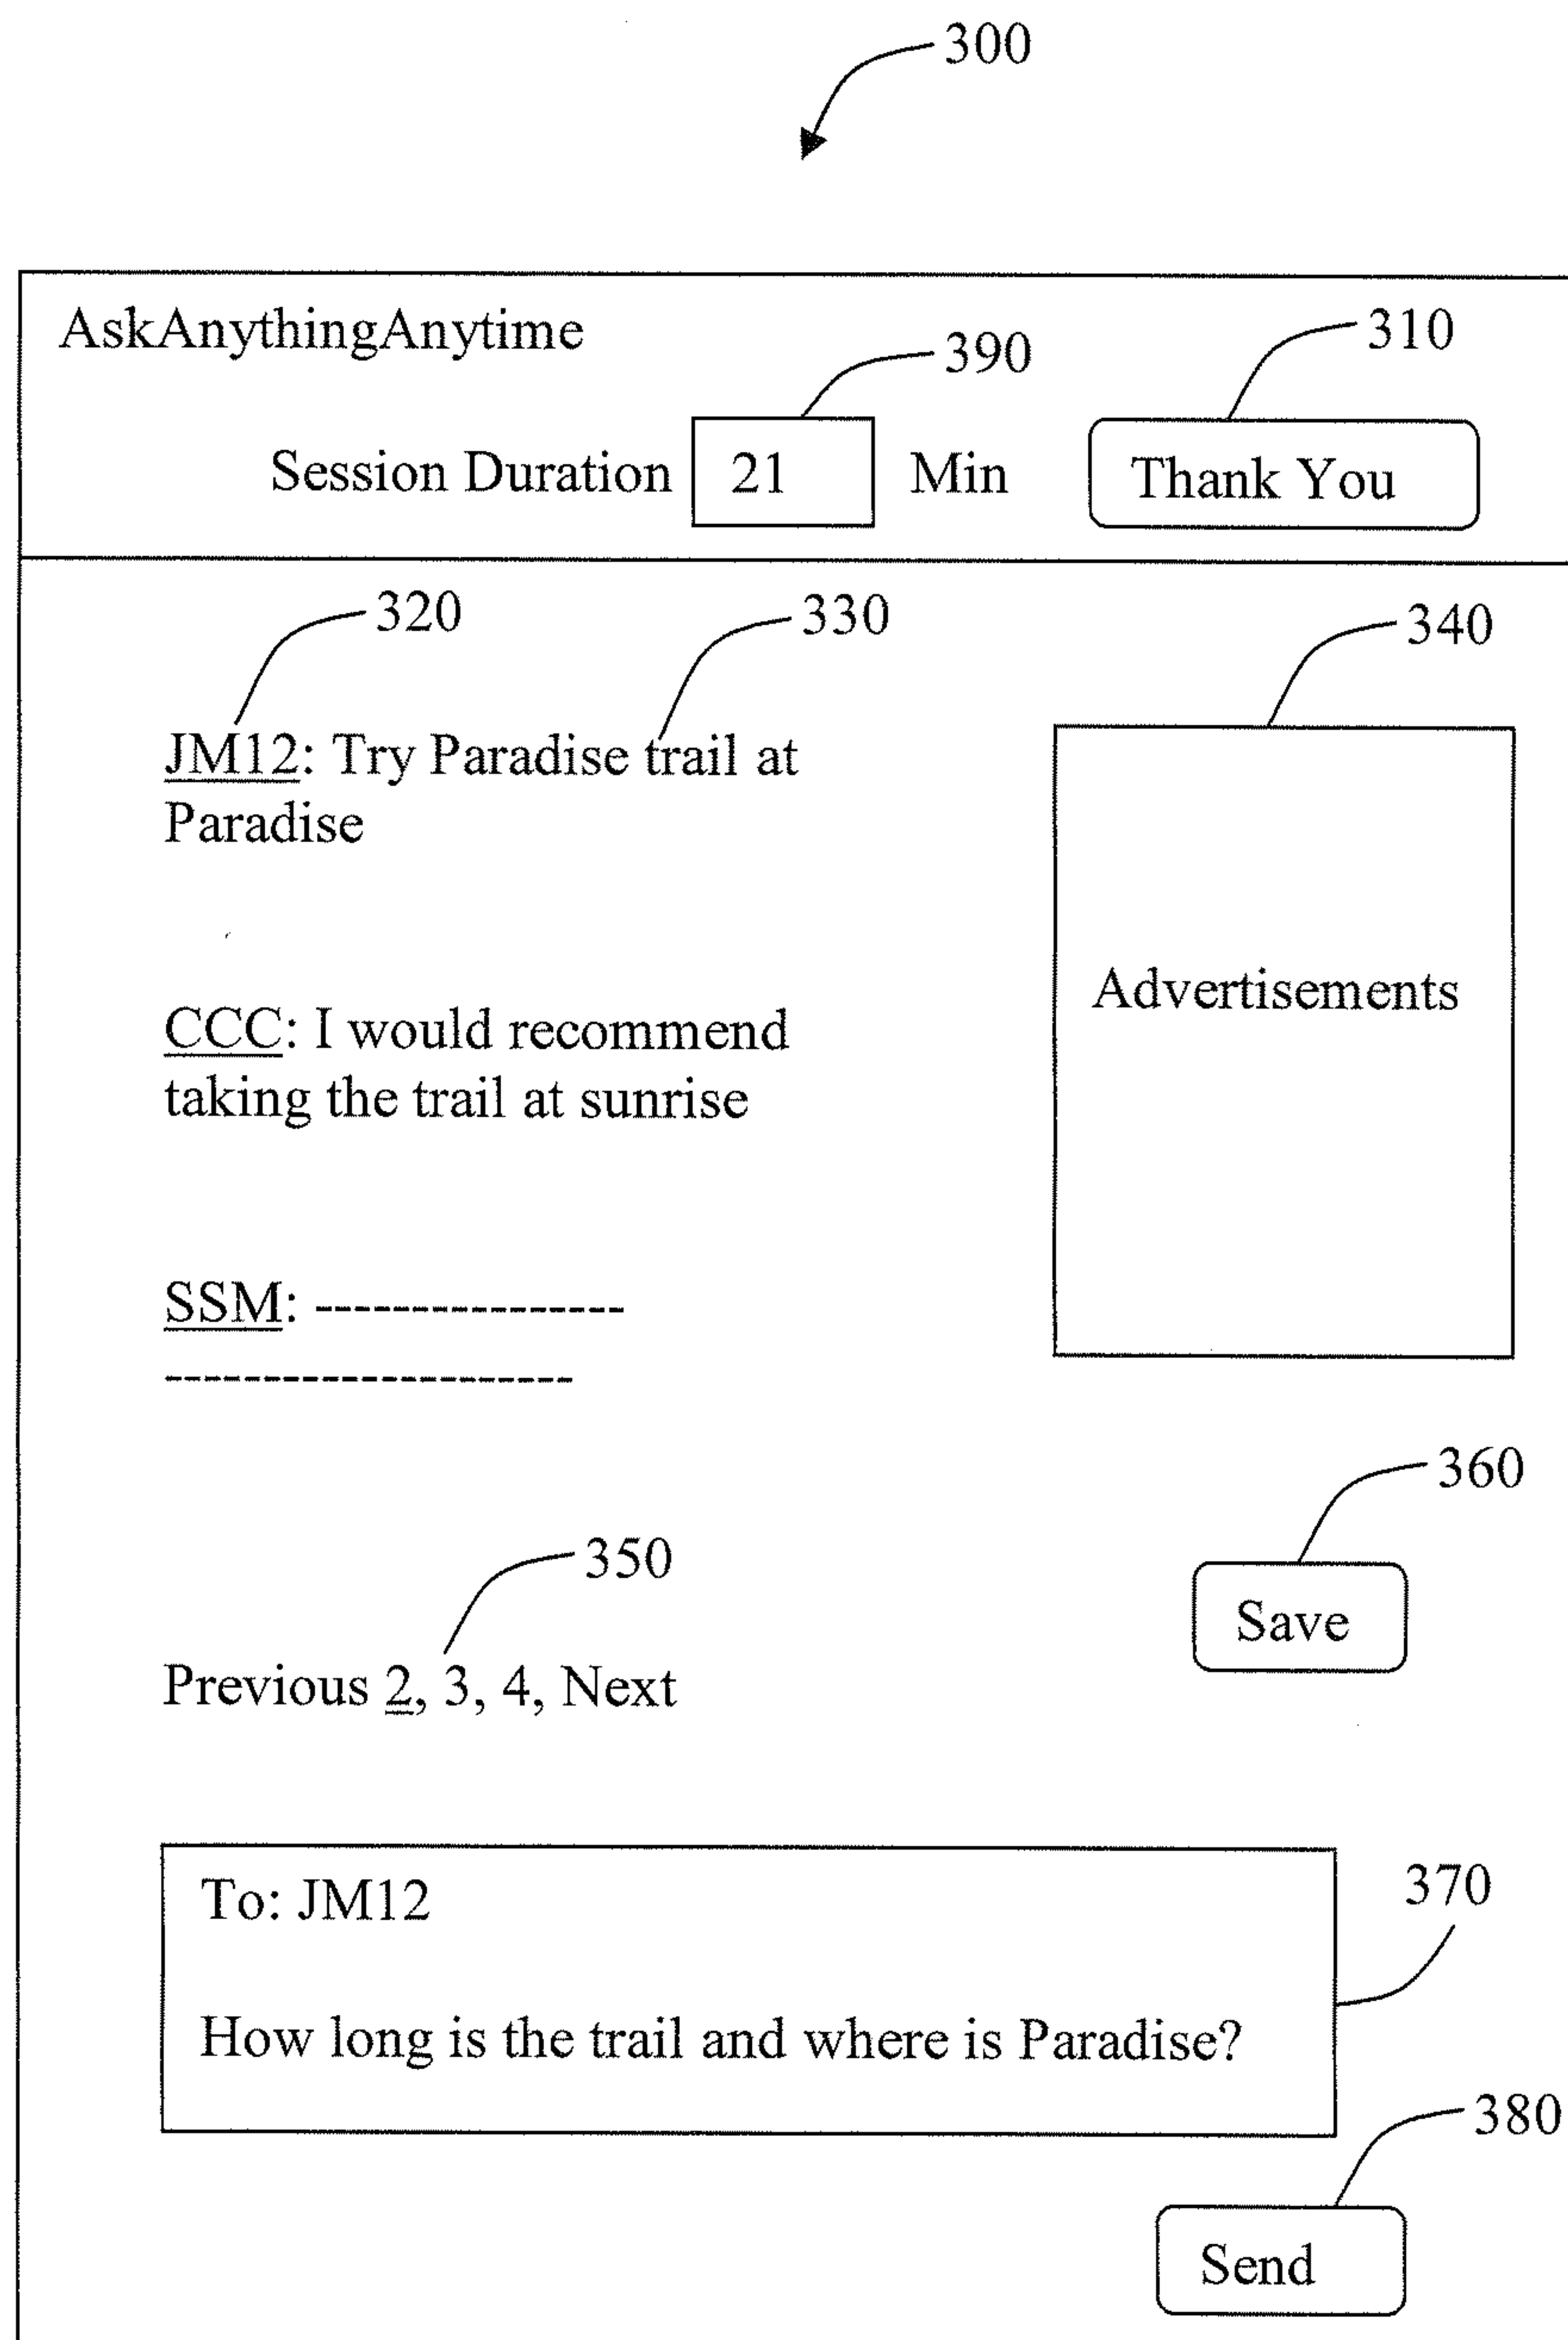 300
AskAnythingAnytime
390
310
Session Duration 21 Min Thank You
320
330
340
JM12: Try Paradise trail at
Paradise
Advertisements
CCC: I would recommend
taking the trail at sunrise
SSM: ----------------
---------------------
360
350
Save
Previous 2, 3, 4, Next
To: JM12
370
How long is the trail and where is Paradise?
380
Send